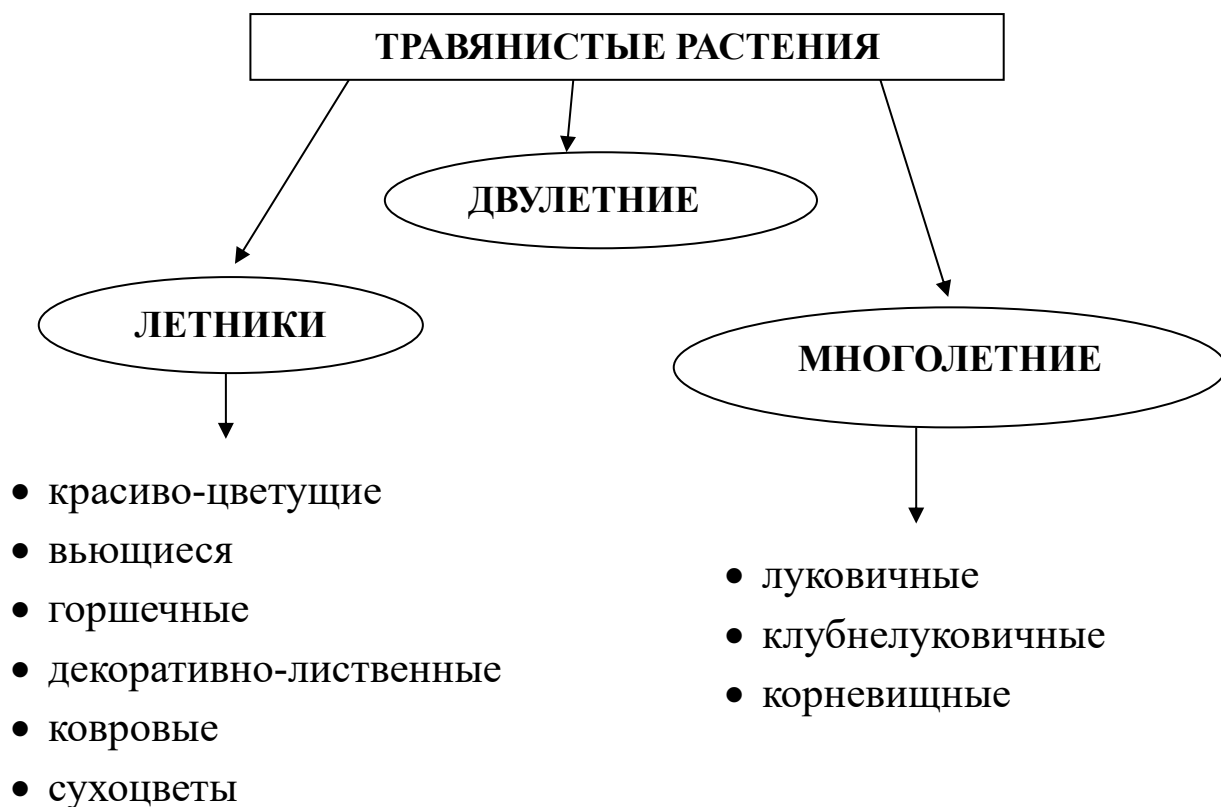 ТРАВЯНИСТЫЕ РАСТЕНИЯ
ДВУЛЕТНИЕ
ЛЕТНИКИ
МНОГОЛЕТНИЕ
• красиво-цветущие
• вьющиеся
• горшечные
• декоративно-лиственные
• ковровые
• сухоцветы
• луковичные
• клубнелуковичные
• корневищные